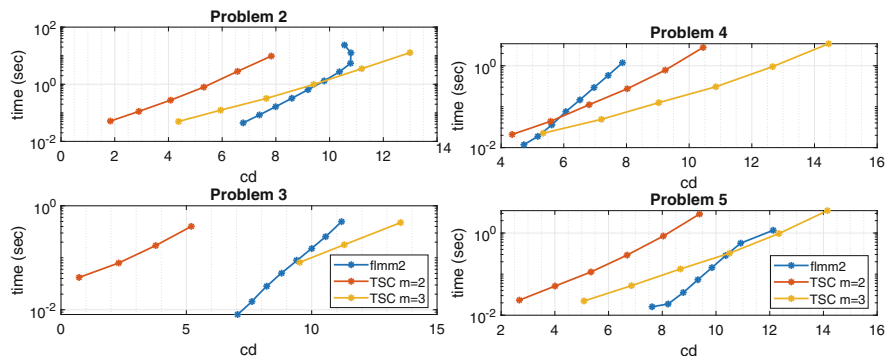 Problem 2
time (sec)
10^2
10^0
10^-2
0 2 4 6 8 10 12 14
cd
Problem 4
time (sec)
10^0
10^-2
4 6 8 10 12 14 16
cd
Problem 3
time (sec)
10^0
10^-2
0 5 10 15
cd
flmm2
TSC m=2
TSC m=3
Problem 5
time (sec)
10^0
10^-2
2 4 6 8 10 12 14 16
cd
flmm2
TSC m=2
TSC m=3